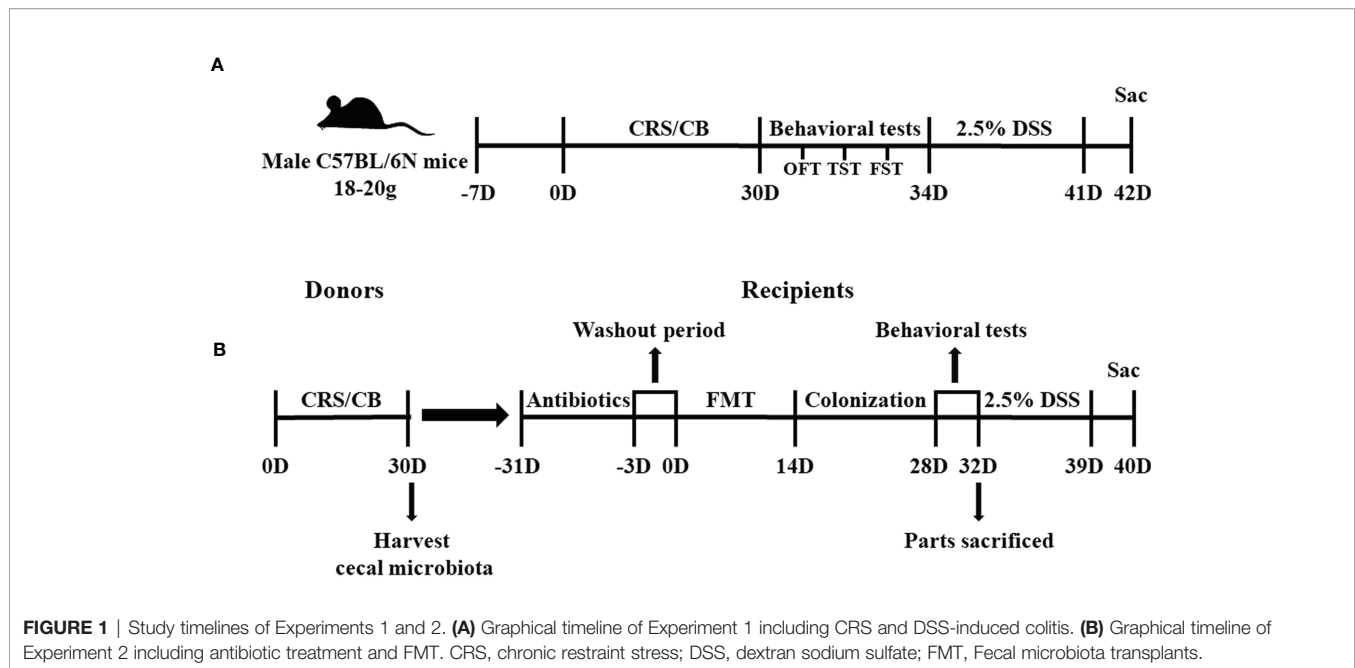 A
Sac
CRS/CB
Behavioral tests
2.5% DSS
Male C57BL/6N mice
18-20g
OFT TST FST
-7D 0D 30D 34D 41D 42D
Donors
Recipients
Washout period
Behavioral tests
B
Sac
CRS/CB
Antibiotics
FMT
Colonization
2.5% DSS
0D 30D -31D -3D 0D 14D 28D 32D 39D 40D
Harvest
cecal microbiota
Parts sacrificed
FIGURE 1 | Study timelines of Experiments 1 and 2. (A) Graphical timeline of Experiment 1 including CRS and DSS-induced colitis. (B) Graphical timeline of
Experiment 2 including antibiotic treatment and FMT. CRS, chronic restraint stress; DSS, dextran sodium sulfate; FMT, Fecal microbiota transplants.